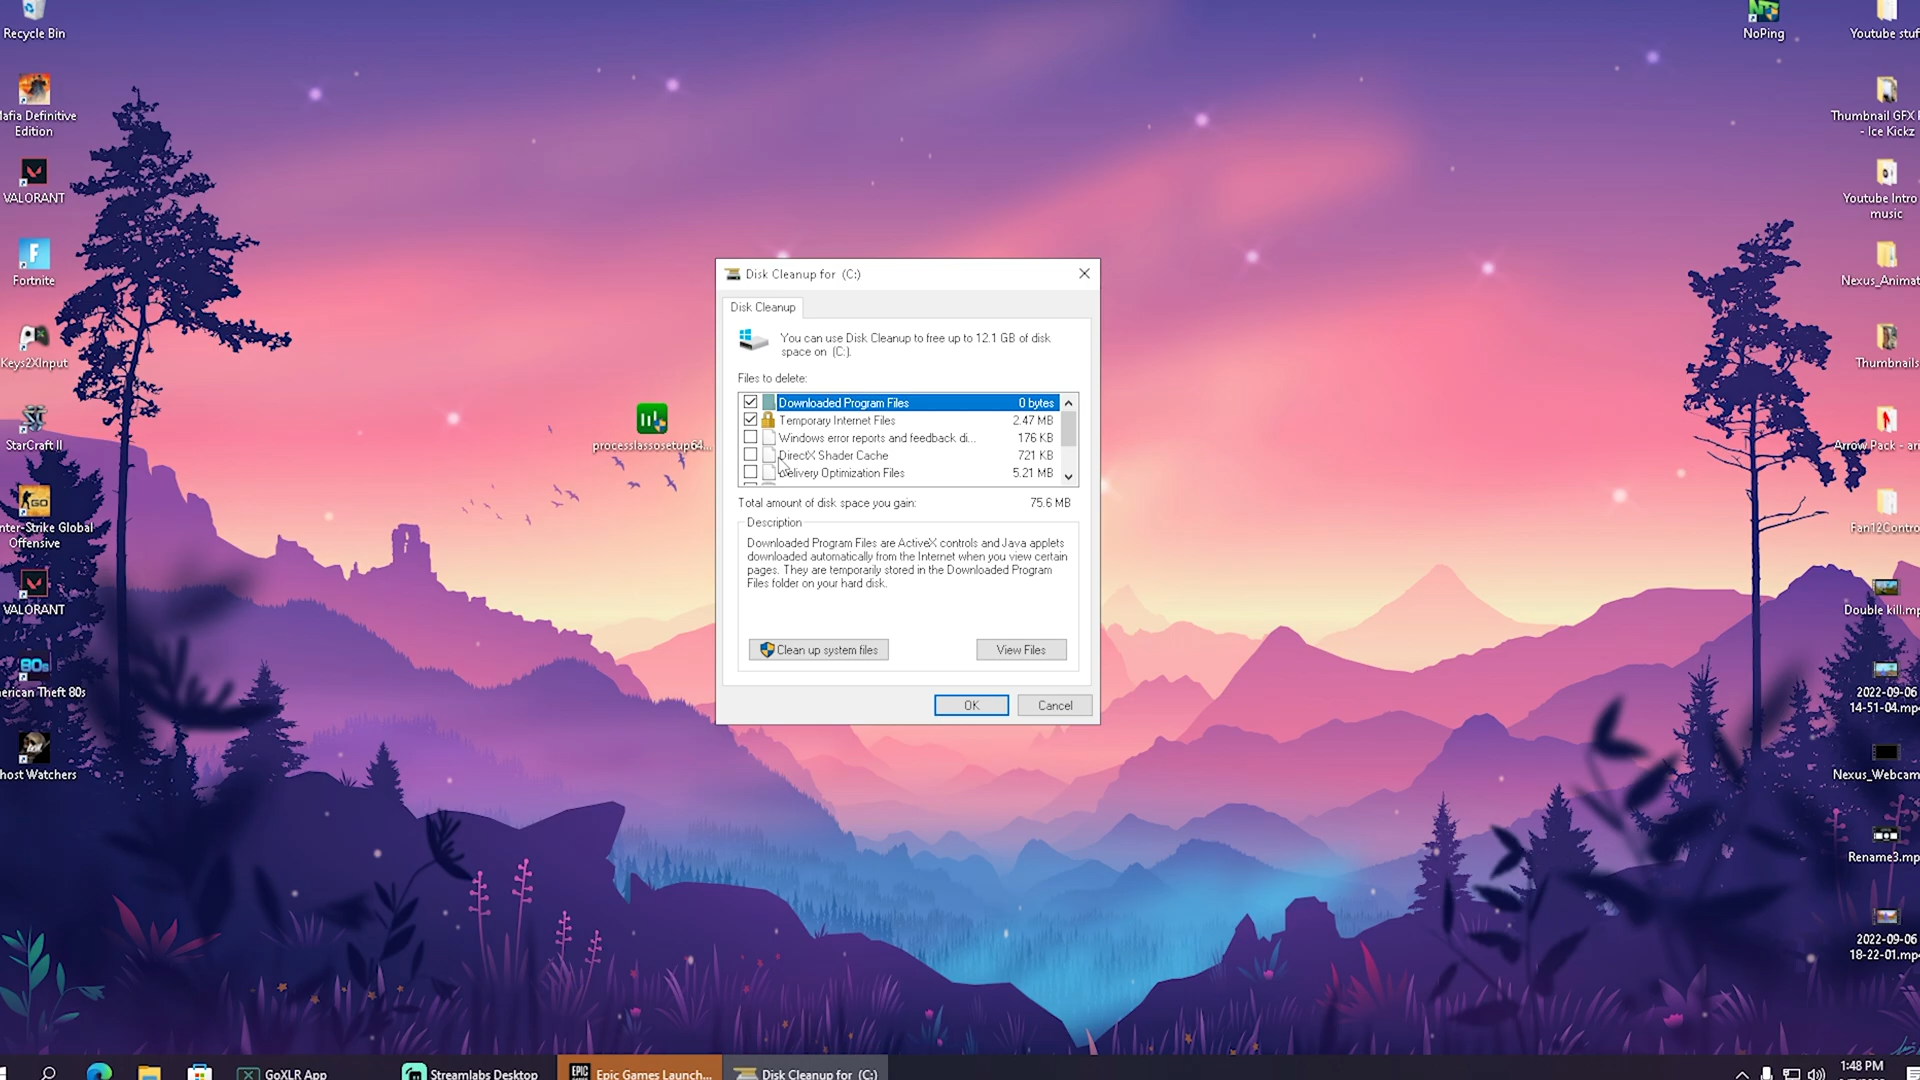 Recycle Bin
Mafia Definitive
Edition
VALORANT
Fortnite
Keys2XInput
StarCraft II
nter-Strike Global
Offensive
VALORANT
erican Theft 80s
host Watchers
processlassosetup64...
Disk Cleanup for (C:)
Disk Cleanup
You can use Disk Cleanup to free up to 12.1 GB of disk
space on (C:).
Files to delete:
Downloaded Program Files 0 bytes
Temporary Internet Files 2.47 MB
Windows error reports and feedback di... 176 KB
DirectX Shader Cache 721 KB
Delivery Optimization Files 5.21 MB
Total amount of disk space you gain: 75.6 MB
Description
Downloaded Program Files are ActiveX controls and Java applets
downloaded automatically from the Internet when you view certain
pages. They are temporarily stored in the Downloaded Program
Files folder on your hard disk.
Clean up system files
View Files
OK
Cancel
NoPing
Youtube stuf
Thumbnail GFX
- Ice Kickz
Youtube Intro
music
Nexus_Animat
Thumbnails
Arrow Pack - ar
Fan12Contro
Double kill.mp
2022-09-06
14-51-04.mp4
Nexus_Webcam
Rename3.mp
2022-09-06
18-22-01.mp4
GoXLR App
Streamlabs Desktop
EPIC
Epic Games Launch...
Disk Cleanup for (C:)
1:48 PM